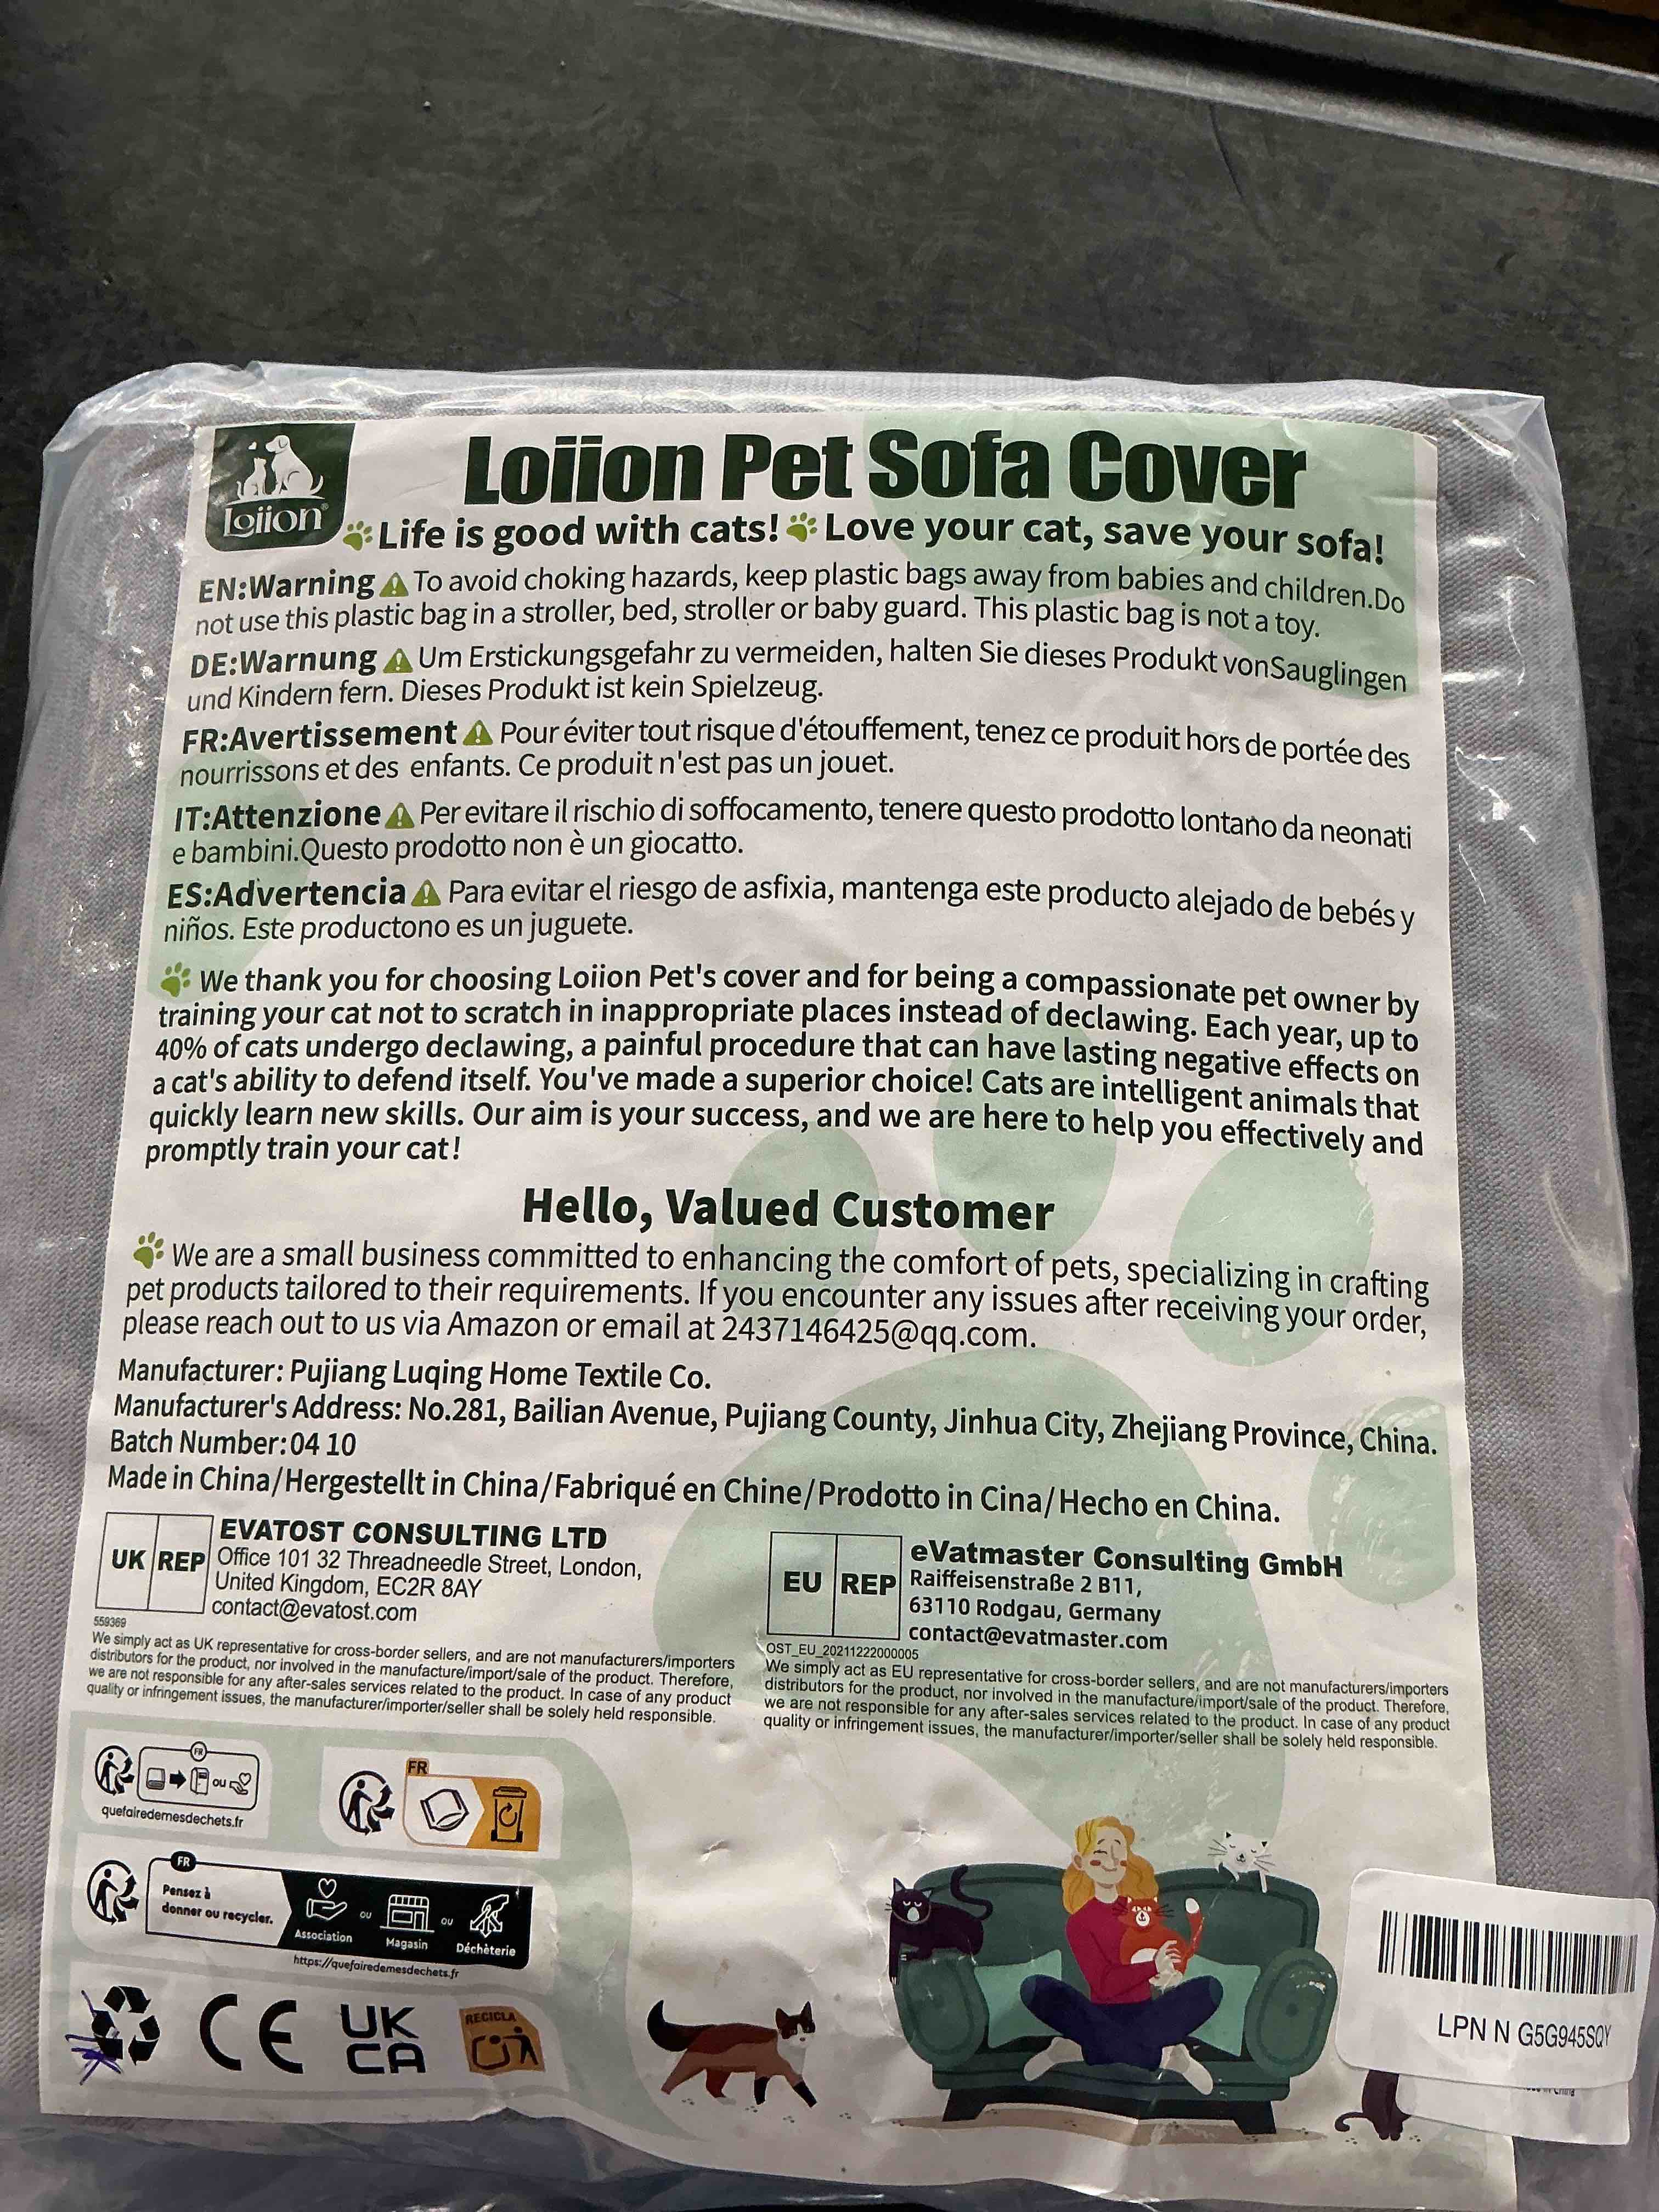 Loiion®
Loiion Pet Sofa Cover
Life is good with cats! Love your cat, save your sofa!
EN:Warning To avoid choking hazards, keep plastic bags away from babies and children.Do
not use this plastic bag in a stroller, bed, stroller or baby guard. This plastic bag is not a toy.
DE:Warnung Um Erstickungsgefahr zu vermeiden, halten Sie dieses Produkt vonSauglingen
und Kindern fern. Dieses Produkt ist kein Spielzeug.
FR:Avertissement Pour éviter tout risque d'étouffement, tenez ce produit hors de portée des
nourrissons et des enfants. Ce produit n'est pas un jouet.
IT:Attenzione Per evitare il rischio di soffocamento, tenere questo prodotto lontano da neonati
e bambini.Questo prodotto non è un giocatto.
ES:Advertencia Para evitar el riesgo de asfixia, mantenga este producto alejado de bebés y
niños. Este productono es un juguete.
We thank you for choosing Loiion Pet's cover and for being a compassionate pet owner by
training your cat not to scratch in inappropriate places instead of declawing. Each year, up to
40% of cats undergo declawing, a painful procedure that can have lasting negative effects on
a cat's ability to defend itself. You've made a superior choice! Cats are intelligent animals that
quickly learn new skills. Our aim is your success, and we are here to help you effectively and
promptly train your cat!
Hello, Valued Customer
We are a small business committed to enhancing the comfort of pets, specializing in crafting
pet products tailored to their requirements. If you encounter any issues after receiving your order,
please reach out to us via Amazon or email at 2437146425@qq.com.
Manufacturer: Pujiang Luqing Home Textile Co.
Manufacturer's Address: No.281, Bailian Avenue, Pujiang County, Jinhua City, Zhejiang Province, China.
Batch Number:04 10
Made in China/Hergestellt in China/Fabriqué en Chine/Prodotto in Cina/Hecho en China.
UK REP
EVATOST CONSULTING LTD
Office 101 32 Threadneedle Street, London,
United Kingdom, EC2R 8AY
contact@evatost.com
559369
We simply act as UK representative for cross-border sellers, and are not manufacturers/importers
distributors for the product, nor involved in the manufacture/import/sale of the product. Therefore,
we are not responsible for any after-sales services related to the product. In case of any product
quality or infringement issues, the manufacturer/importer/seller shall be solely held responsible.
EU REP
eVatmaster Consulting GmbH
Raiffeisenstraße 2 B11,
63110 Rodgau, Germany
contact@evatmaster.com
OST_EU_20211222000005
We simply act as EU representative for cross-border sellers, and are not manufacturers/importers
distributors for the product, nor involved in the manufacture/import/sale of the product. Therefore,
we are not responsible for any after-sales services related to the product. In case of any product
quality or infringement issues, the manufacturer/importer/seller shall be solely held responsible.
FR
ou
quefairedemesdechets.fr
FR
FR
Pensez à
donner ou recycler.
Association
ou
Magasin
ou
Déchèterie
https://quefairedemesdechets.fr
CE
UK
CA
RECICLA
LPN N G5G945SQY
in China